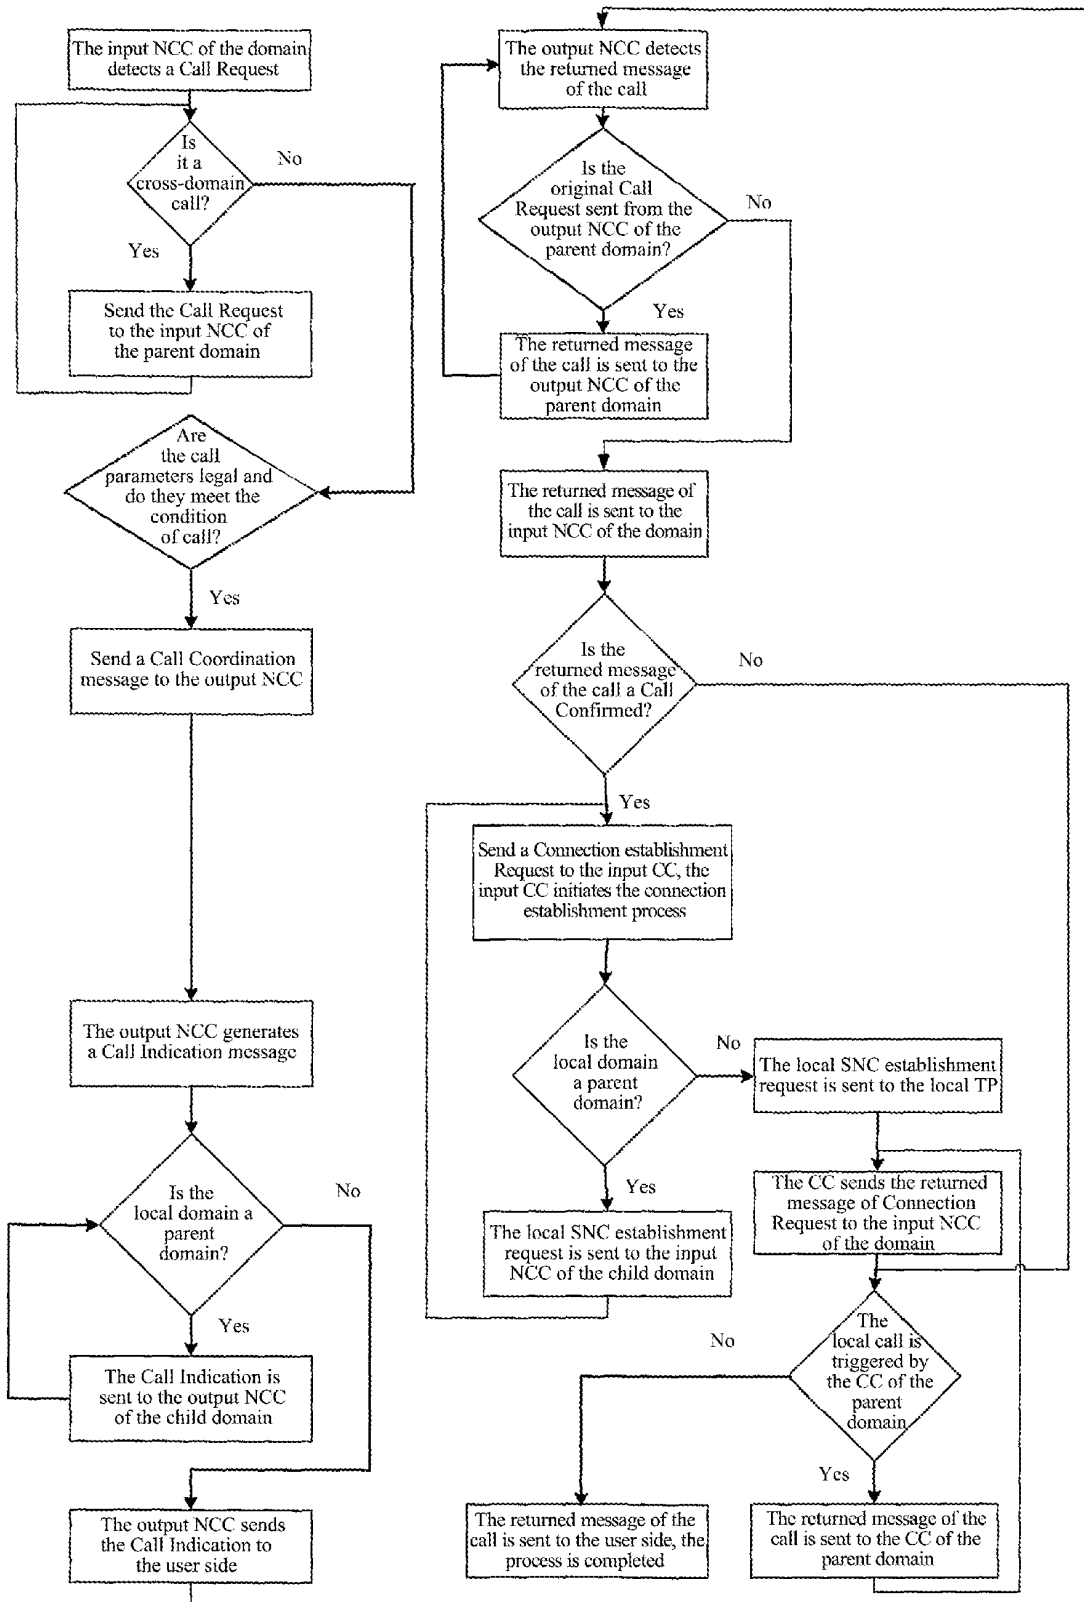 The input NCC of the domain
detects a Call Request
Is
it a
cross-domain
call?
No
Yes
Send the Call Request
to the input NCC of
the parent domain
Are
the call
parameters legal and
do they meet the
condition
of call?
Yes
Send a Call Coordination
message to the output NCC
The output NCC generates
a Call Indication message
Is the
local domain a
parent
domain?
No
Yes
The Call Indication is
sent to the output NCC
of the child domain
The output NCC sends
the Call Indication to
the user side
The output NCC detects
the returned message
of the call
Is the
original Call
Request sent from the
output NCC of the
parent domain?
No
Yes
The returned message
of the call is sent to the
output NCC of the
parent domain
The returned message of
the call is sent to the
input NCC of the domain
Is the
returned message
of the call a Call
Confirmed?
No
Yes
Send a Connection establishment
Request to the input CC, the
input CC initiates the connection
establishment process
Is the
local domain
a parent
domain?
No
The local SNC establishment
request is sent to the local TP
Yes
The local SNC establishment
request is sent to the input
NCC of the child domain
The CC sends the returned
message of Connection
Request to the input NCC
of the domain
The
local call is
triggered by
the CC of the
parent
domain
No
Yes
The returned message of the
call is sent to the user side, the
process is completed
The returned message of the
call is sent to the CC of the
parent domain